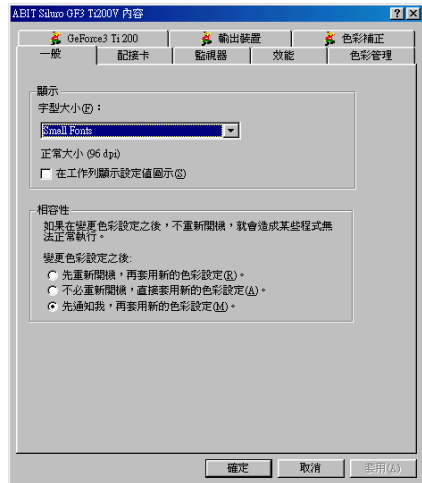 ABIT Siluro GF3 Ti200V 內容
GeForce3 Ti 200
輸出裝置
色彩補正
一般
配接卡
監視器
效能
色彩管理
顯示
字型大小(F)：
Small Fonts
正常大小 (96 dpi)
在工作列顯示設定值圖示(S)
相容性
如果在變更色彩設定之後，不重新開機，就會造成某些程式無
法正常執行。
變更色彩設定之後:
先重新開機，再套用新的色彩設定(R)。
不必重新開機，直接套用新的色彩設定(A)。
先通知我，再套用新的色彩設定(M)。
確定
取消
套用(A)